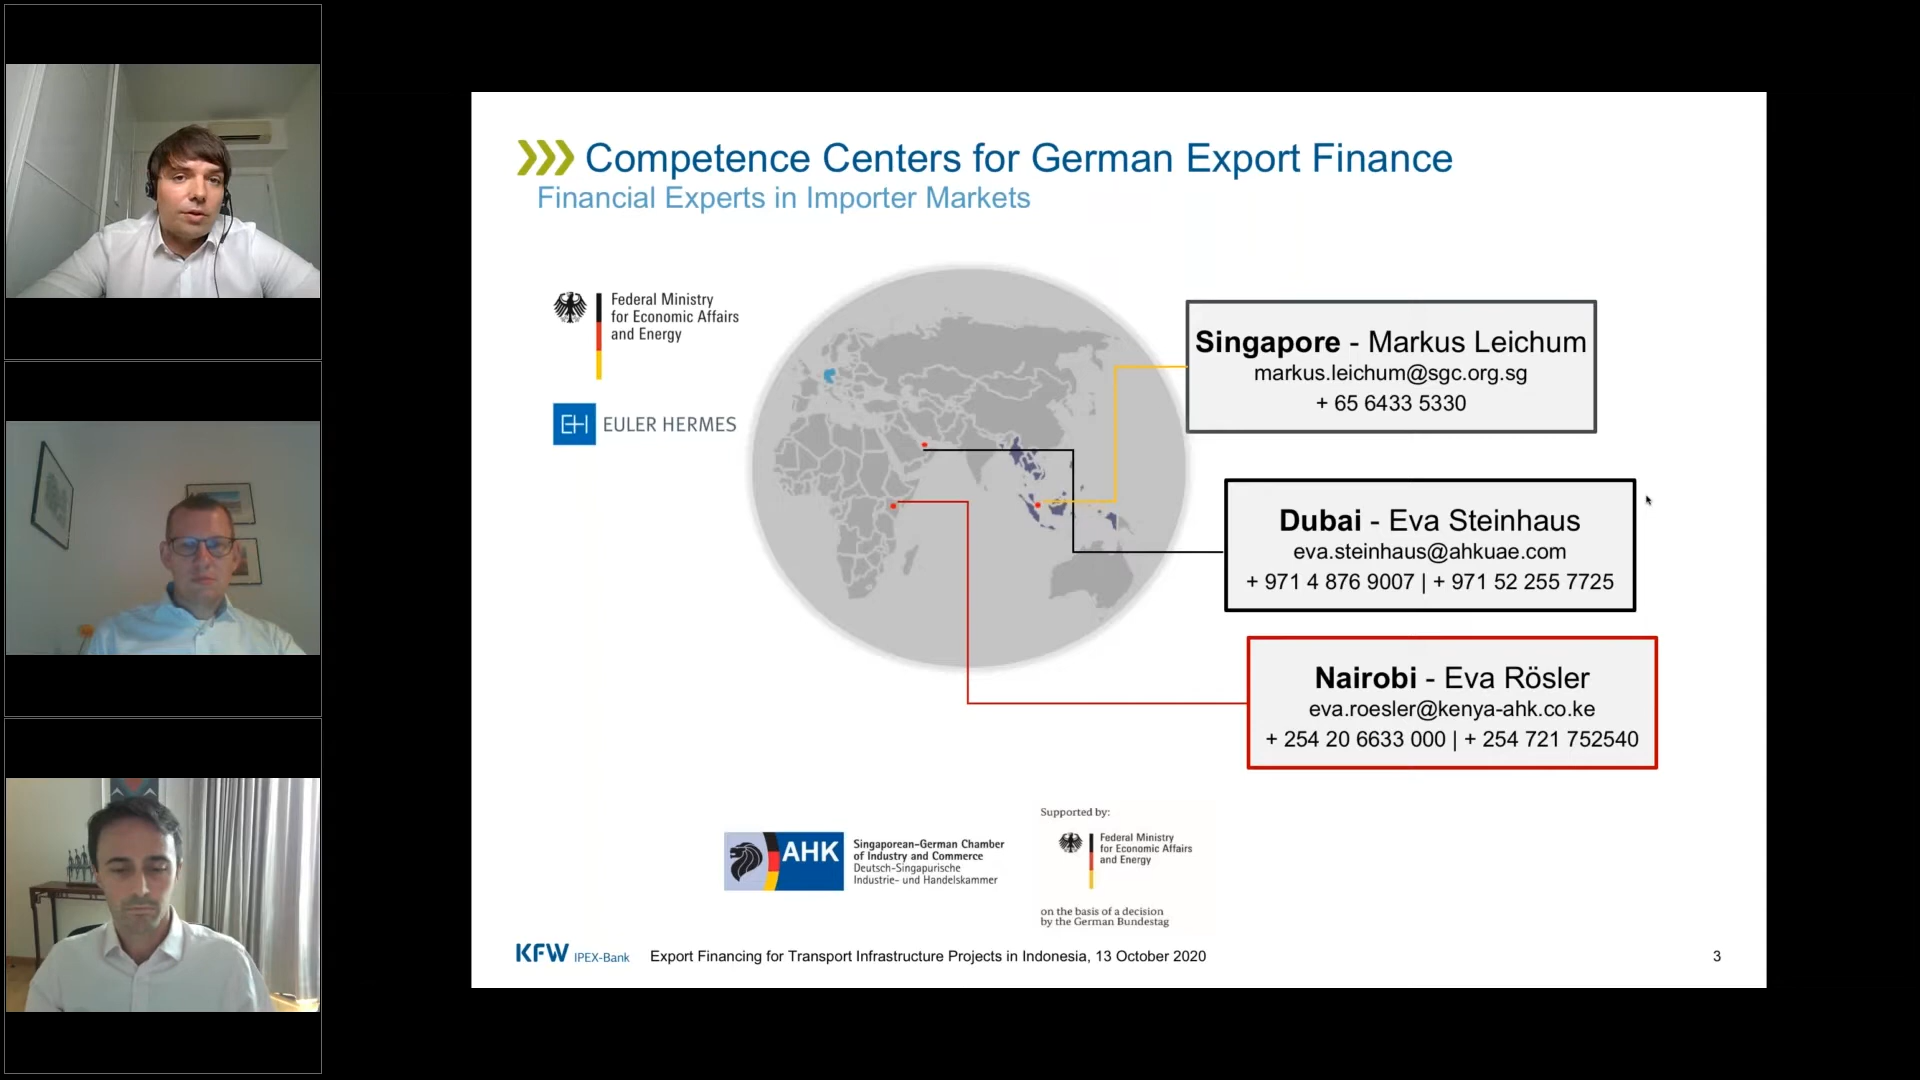 Competence Centers for German Export Finance
Financial Experts in Importer Markets
Federal Ministry
for Economic Affairs
and Energy
EH EULER HERMES
Singapore - Markus Leichum
markus.leichum@sgc.org.sg
+ 65 6433 5330
Dubai - Eva Steinhaus
eva.steinhaus@ahkuae.com
+ 971 4 876 9007 | + 971 52 255 7725
Nairobi - Eva Rösler
eva.roesler@kenya-ahk.co.ke
+ 254 20 6633 000 | + 254 721 752540
AHK
Singaporean-German Chamber
of Industry and Commerce
Deutsch-Singapurische
Industrie- und Handelskammer
Supported by:
Federal Ministry
for Economic Affairs
and Energy
on the basis of a decision
by the German Bundestag
KFW IPEX-Bank
Export Financing for Transport Infrastructure Projects in Indonesia, 13 October 2020
3